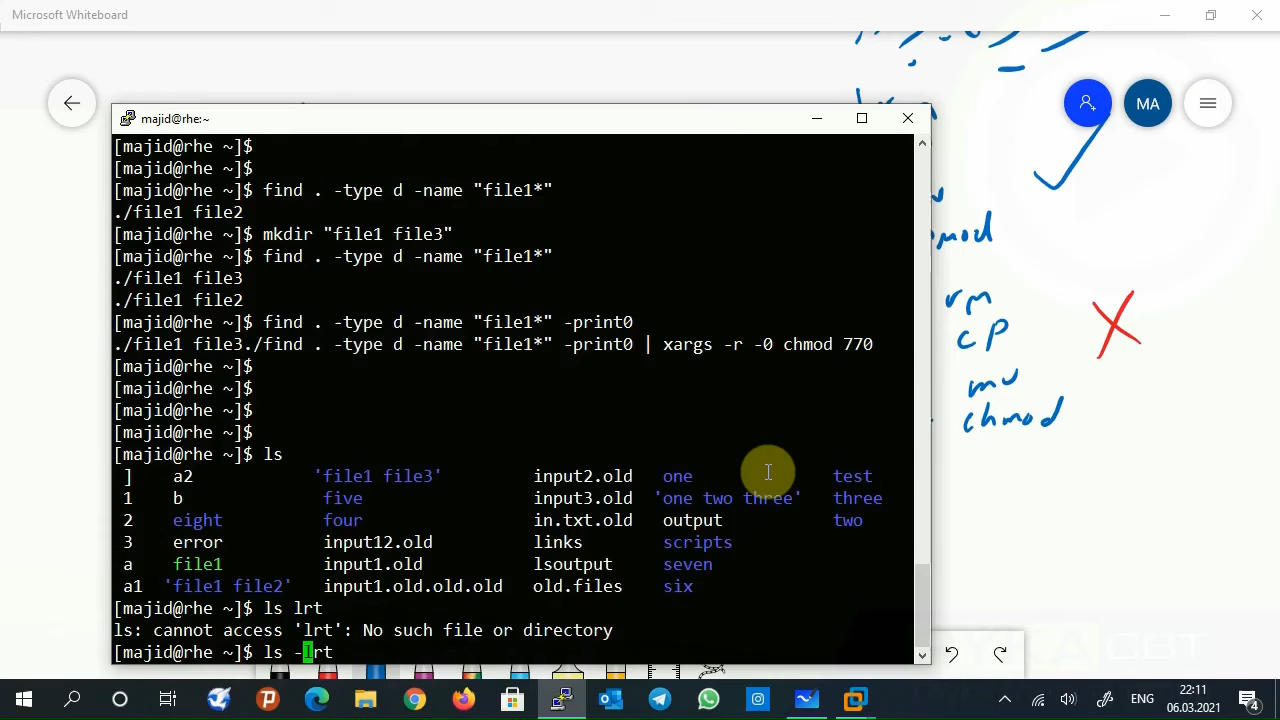 Microsoft Whiteboard
MA
majid@rhe:~
[majid@rhe ~]$
[majid@rhe ~]$
[majid@rhe ~]$ find . -type d -name "file1*"
./file1 file2
[majid@rhe ~]$ mkdir "file1 file3"
[majid@rhe ~]$ find . -type d -name "file1*"
./file1 file3
./file1 file2
[majid@rhe ~]$ find . -type d -name "file1*" -print0
./file1 file3./find . -type d -name "file1*" -print0 | xargs -r -0 chmod 770
[majid@rhe ~]$
[majid@rhe ~]$
[majid@rhe ~]$
[majid@rhe ~]$
[majid@rhe ~]$ ls
] a2 'file1 file3' input2.old one test
1 b five input3.old 'one two three' three
2 eight four in.txt.old output two
3 error input12.old links scripts
a file1 input1.old lsoutput seven
a1 'file1 file2' input1.old.old.old old.files six
[majid@rhe ~]$ ls lrt
ls: cannot access 'lrt': No such file or directory
[majid@rhe ~]$ ls -lrt
rm
cp
mv
chmod
CBT
ENG
22:11
06.03.2021
4